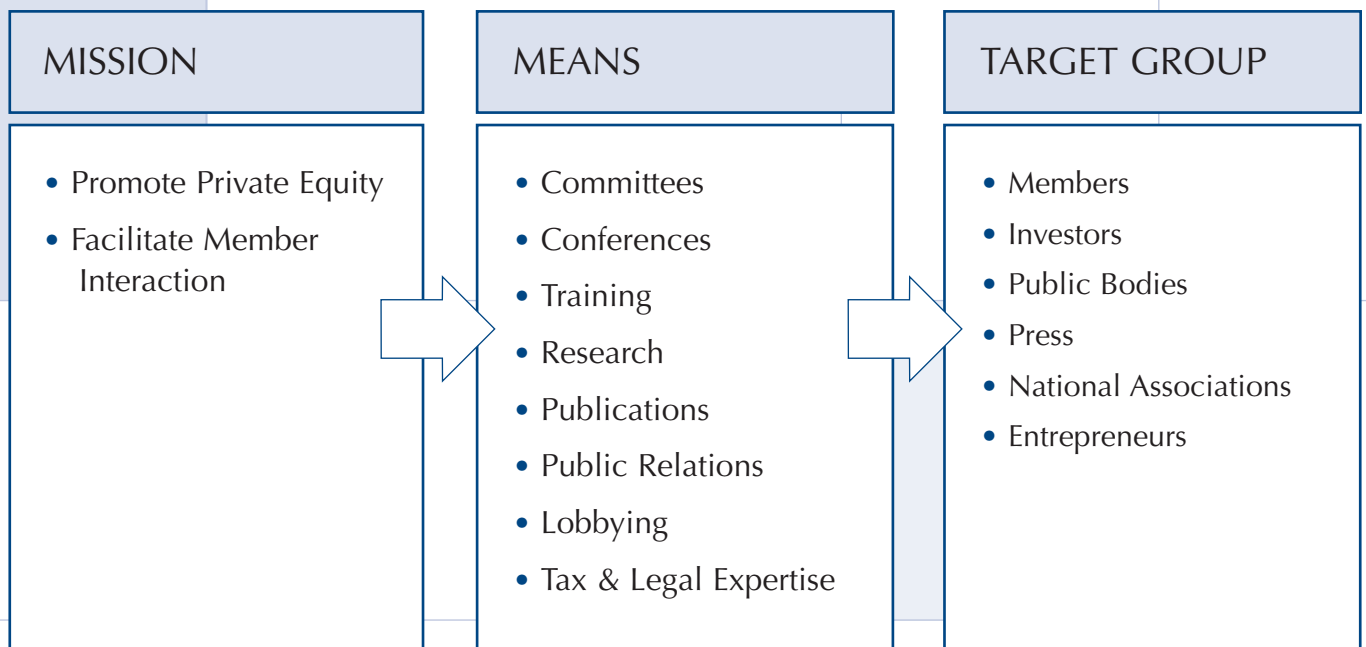 MISSION
• Promote Private Equity
• Facilitate Member
Interaction
MEANS
• Committees
• Conferences
• Training
• Research
• Publications
• Public Relations
• Lobbying
• Tax & Legal Expertise
TARGET GROUP
• Members
• Investors
• Public Bodies
• Press
• National Associations
• Entrepreneurs